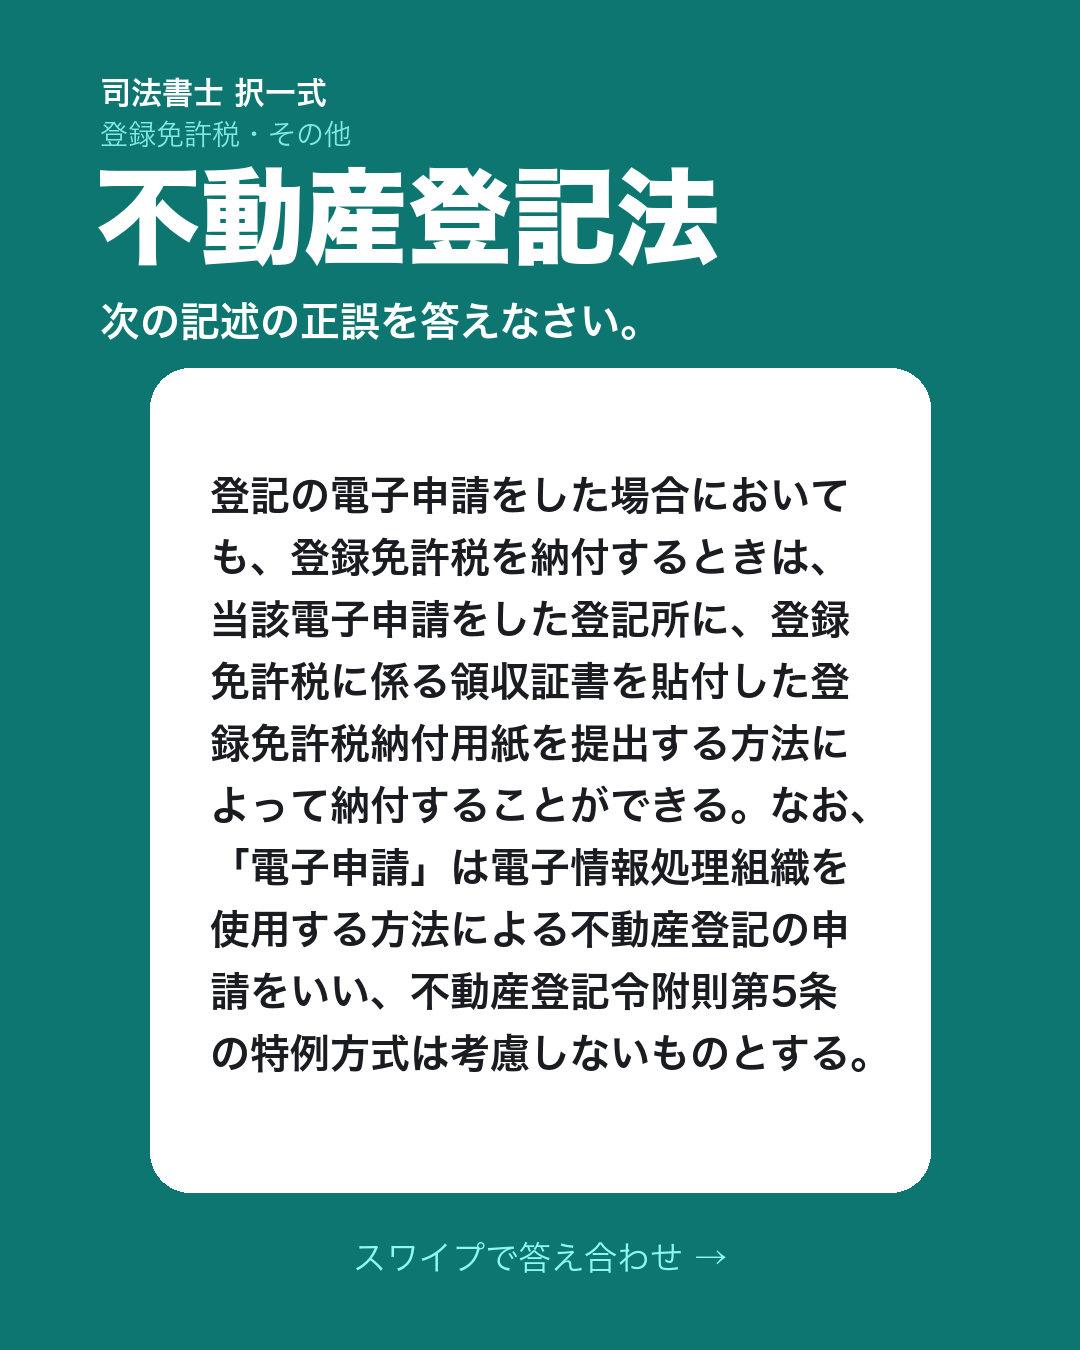 司法書士 択一式
登録免許税・その他
不動産登記法
次の記述の正誤を答えなさい。
登記の電子申請をした場合において
も、登録免許税を納付するときは、
当該電子申請をした登記所に、登録
免許税に係る領収証書を貼付した登
録免許税納付用紙を提出する方法に
よって納付することができる。なお、
「電子申請」は電子情報処理組織を
使用する方法による不動産登記の申
請をいい、不動産登記令附則第5条
の特例方式は考慮しないものとする。
スワイプで答え合わせ →